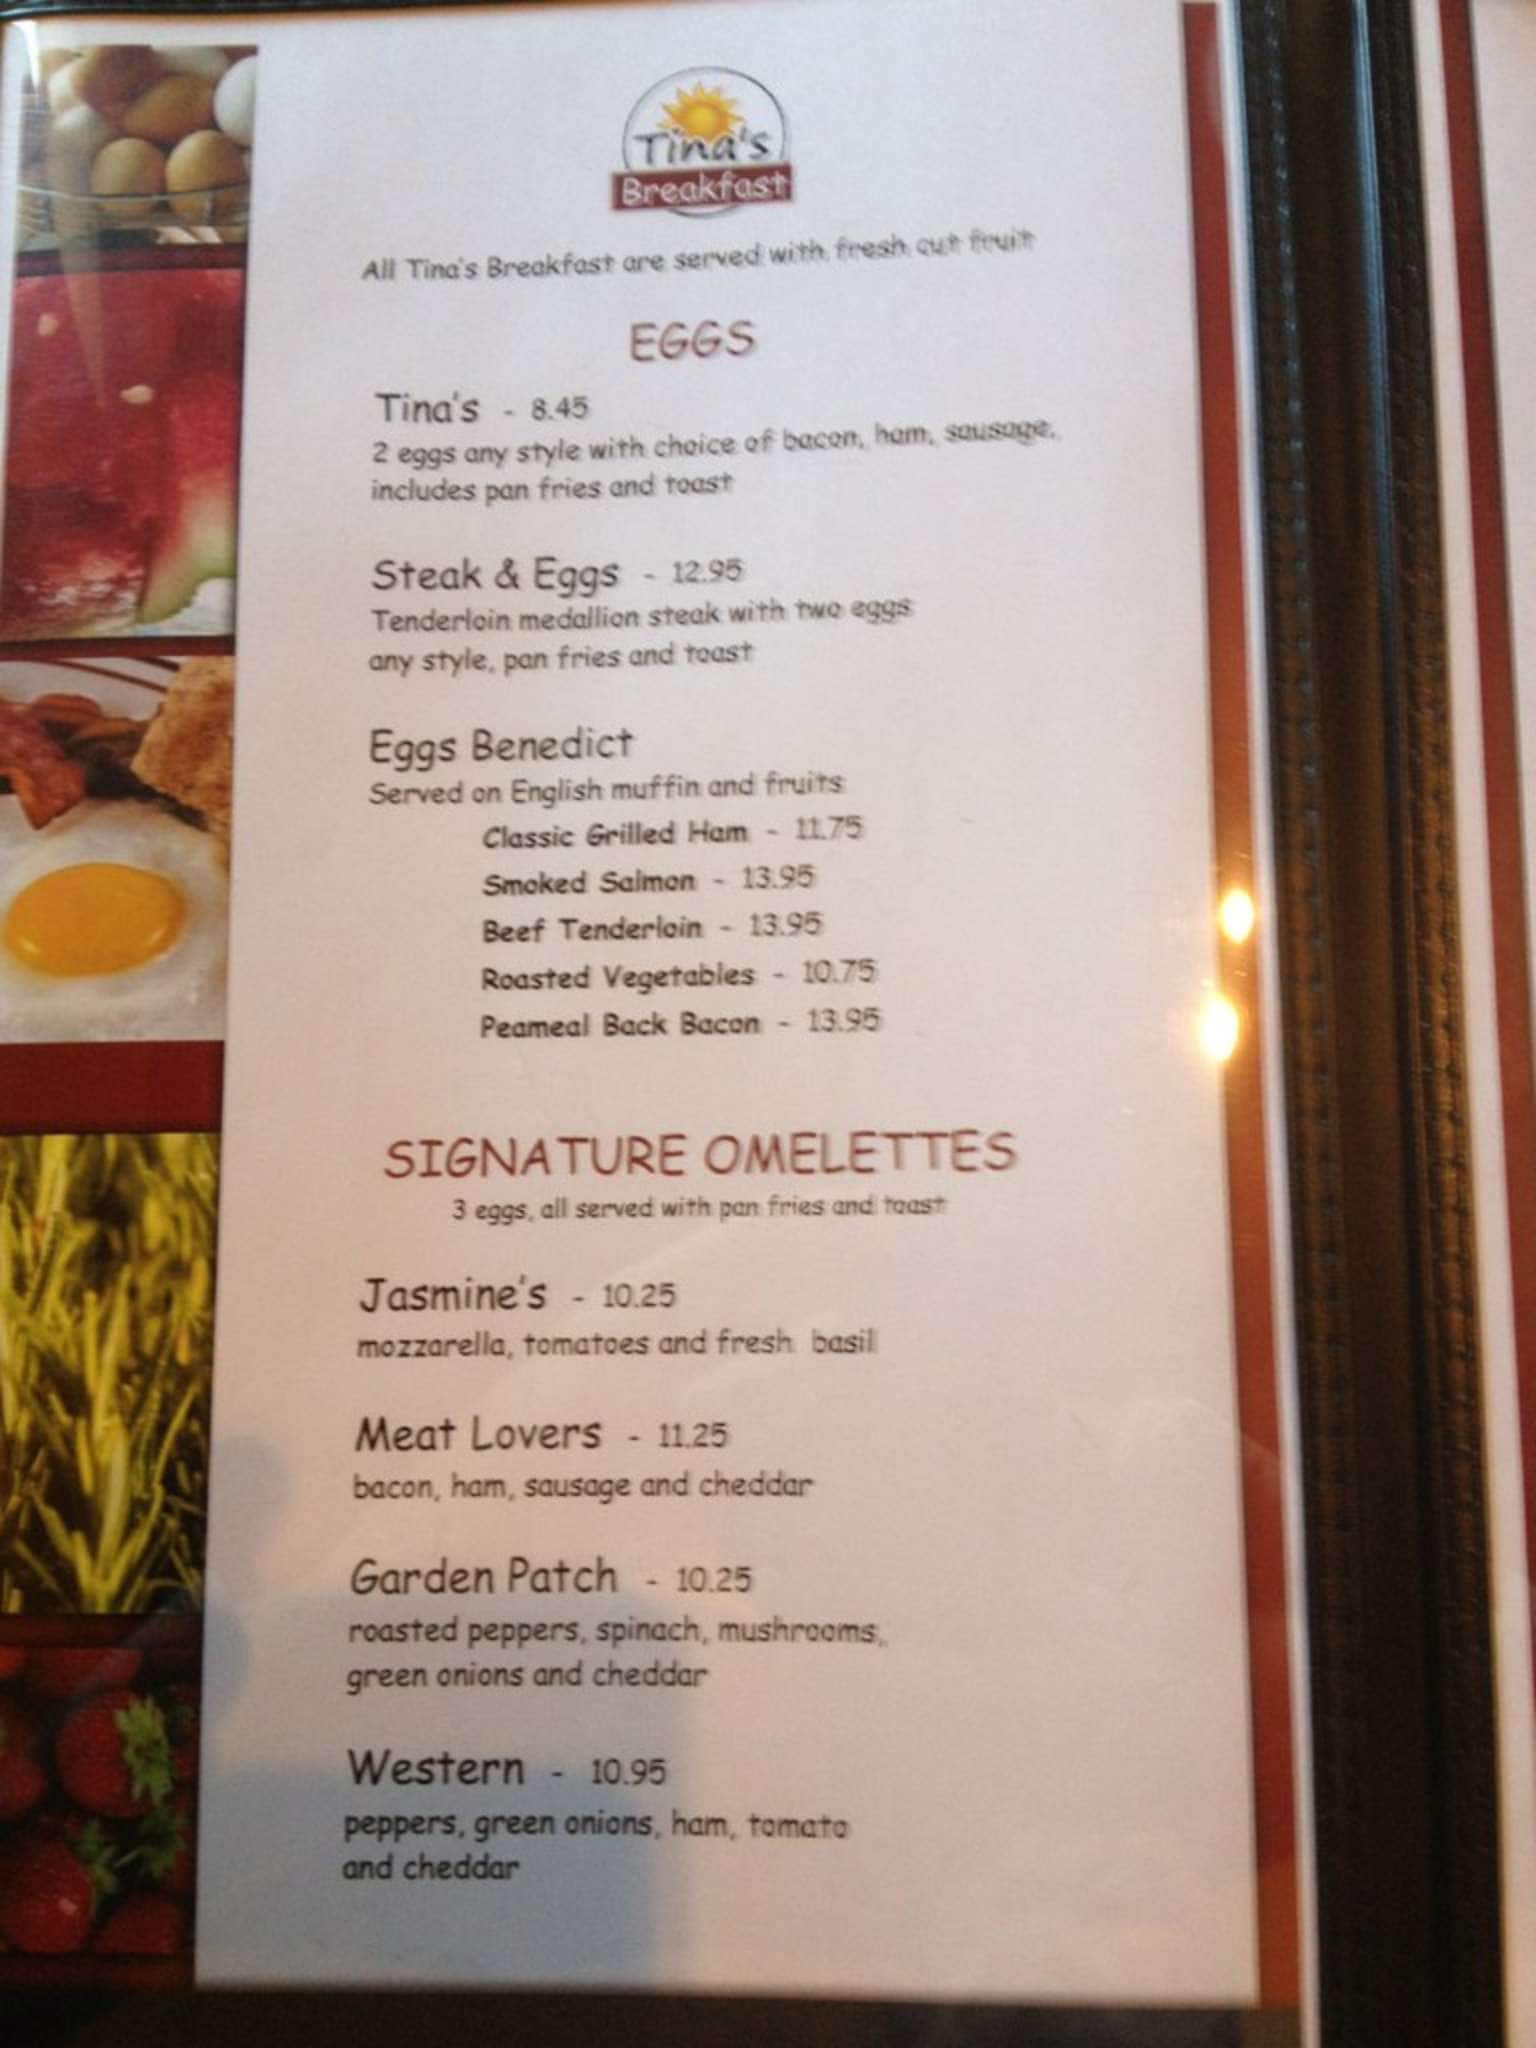 Tina's
Breakfast
All Tina's Breakfast are served with fresh cut fruit
EGGS
Tina's - 8.45
2 eggs any style with choice of bacon, ham, sausage,
includes pan fries and toast
Steak & Eggs - 12.95
Tenderloin medallion steak with two eggs
any style, pan fries and toast
Eggs Benedict
Served on English muffin and fruits
Classic Grilled Ham - 11.75
Smoked Salmon - 13.95
Beef Tenderloin - 13.95
Roasted Vegetables - 10.75
Peameal Back Bacon - 13.95
SIGNATURE OMELETTES
3 eggs, all served with pan fries and toast
Jasmine's - 10.25
mozzarella, tomatoes and fresh basil
Meat Lovers - 11.25
bacon, ham, sausage and cheddar
Garden Patch - 10.25
roasted peppers, spinach, mushrooms,
green onions and cheddar
Western - 10.95
peppers, green onions, ham, tomato
and cheddar